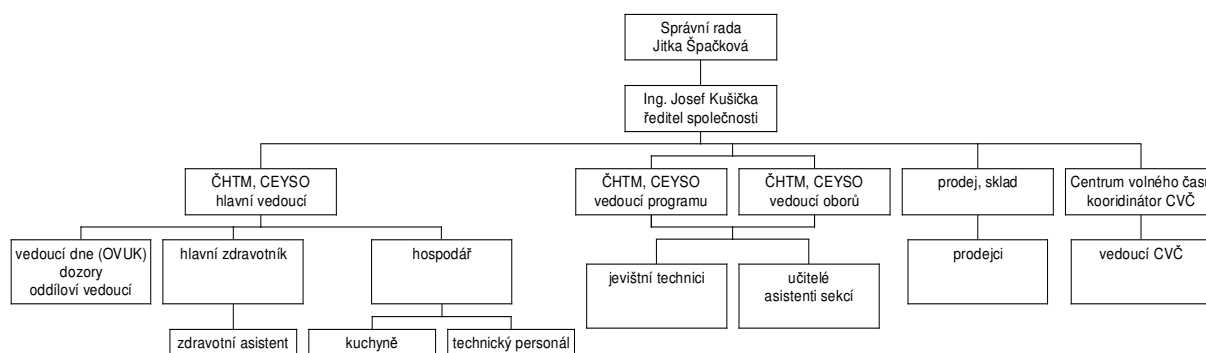 Správní rada
Jitka Špačková
Ing. Josef Kušička
ředitel společnosti
ČHTM, CEYSO
hlavní vedoucí
ČHTM, CEYSO
vedoucí programu
ČHTM, CEYSO
vedoucí oborů
prodej, sklad
Centrum volného času
kooridinátor CVČ
vedoucí dne (OVUK)
dozory
oddíloví vedoucí
hlavní zdravotník
hospodář
jevištní technici
učitelé
asistenti sekcí
prodejci
vedoucí CVČ
zdravotní asistent
kuchyně
technický personál